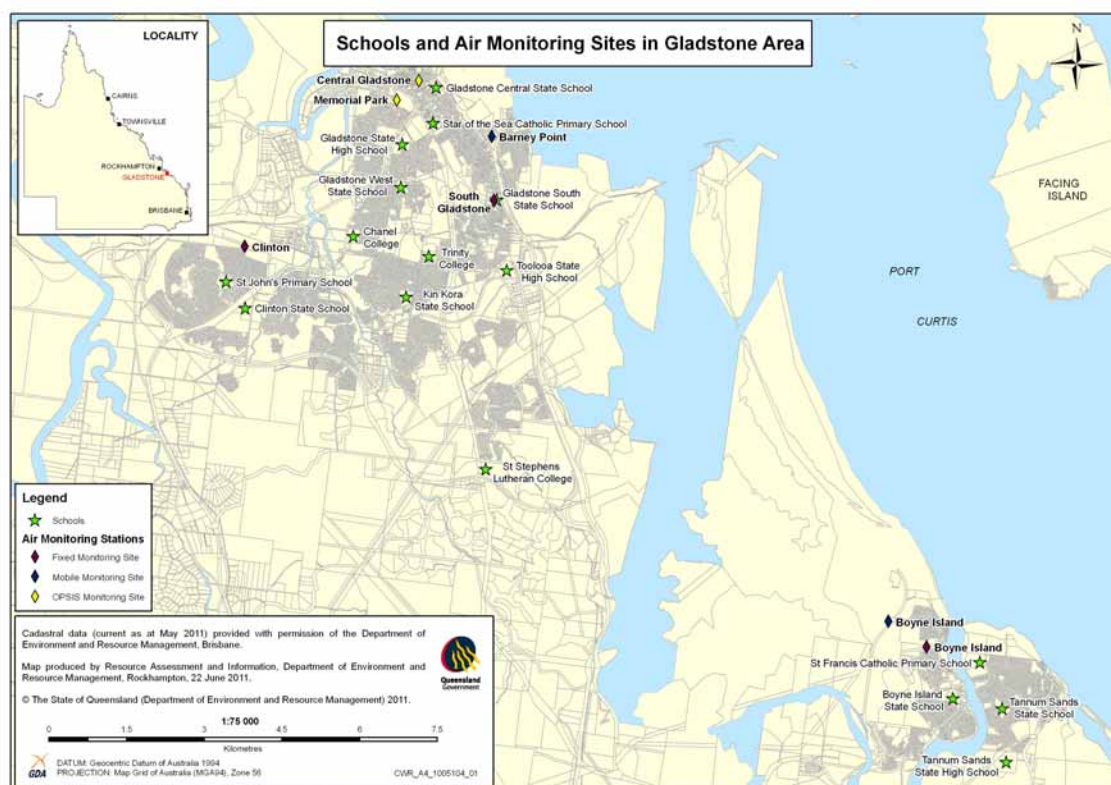 Schools and Air Monitoring Sites in Gladstone Area
LOCALITY
CAIRNS
TOWNSVILLE
ROCKHAMPTON
GLADSTONE
BRISBANE
N
Central Gladstone
Gladstone Central State School
Memorial Park
Star of the Sea Catholic Primary School
Barney Point
Gladstone State
High School
Gladstone West
State School
South
Gladstone
Gladstone South
State School
FACING
ISLAND
Chanel
College
Clinton
Trinity
College
Toolooa State
High School
St John's Primary School
Kin Kora
State School
Clinton State School
PORT
CURTIS
St Stephens
Lutheran College
Legend
Schools
Air Monitoring Stations
Fixed Monitoring Site
Mobile Monitoring Site
OPSIS Monitoring Site
Boyne Island
Boyne Island
St Francis Catholic Primary School
Boyne Island
State School
Tannum Sands
State School
Tannum Sands
State High School
Cadastral data (current as at May 2011) provided with permission of the Department of
Environment and Resource Management, Brisbane.
Map produced by Resource Assessment and Information, Department of Environment and
Resource Management, Rockhampton, 22 June 2011.
© The State of Queensland (Department of Environment and Resource Management) 2011.
Queensland
Government
1:75 000
0 1.5 3 4.5 6 7.5
Kilometres
GDA
DATUM: Geocentric Datum of Australia 1994
PROJECTION: Map Grid of Australia (MGA94), Zone 56
CWR_A4_1005104_01